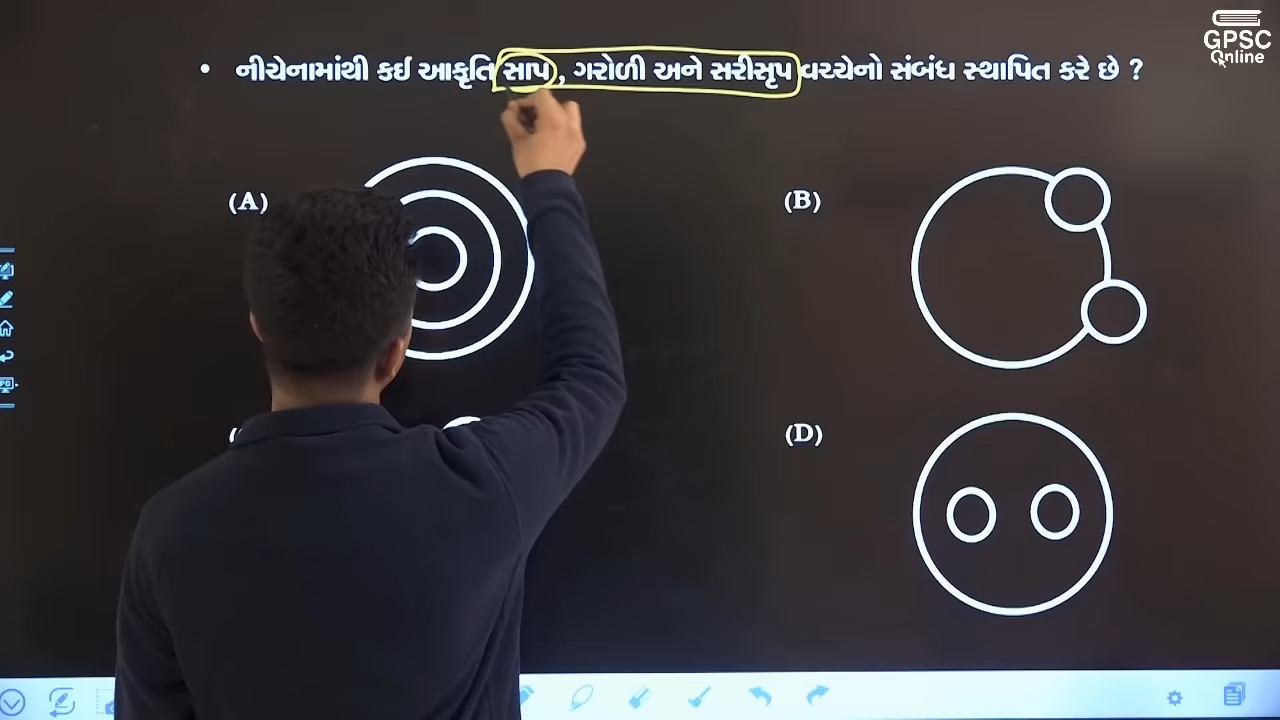 GPSC
Online
• નીચેનામાંથી કઈ આકૃતિ સાપ , ગરોળી અને સરીસૃપ વચ્ચેનો સંબંધ સ્થાપિત કરે છે ?
(A)
(B)
(D)